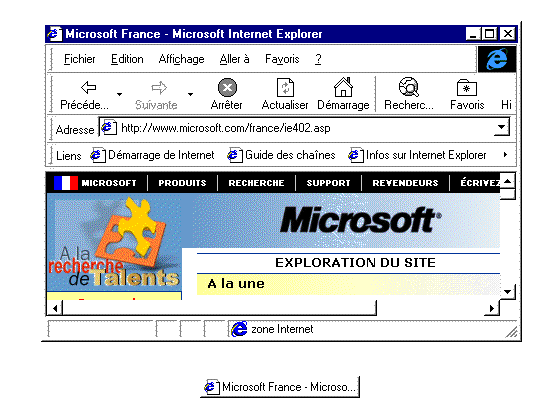 Microsoft France - Microsoft Internet Explorer
Fichier Edition Affichage Aller à Favoris ?
Précéde... Suivante Arrêter Actualiser Démarrage Recherc... Favoris Hi
Adresse http://www.microsoft.com/france/ie402.asp
Liens Démarrage de Internet Guide des chaînes Infos sur Internet Explorer
MICROSOFT PRODUITS RECHERCHE SUPPORT REVENDEURS ÉCRIVEZ
Microsoft
A la
recherche
de Talents
EXPLORATION DU SITE
A la une
zone Internet
Microsoft France - Microso...